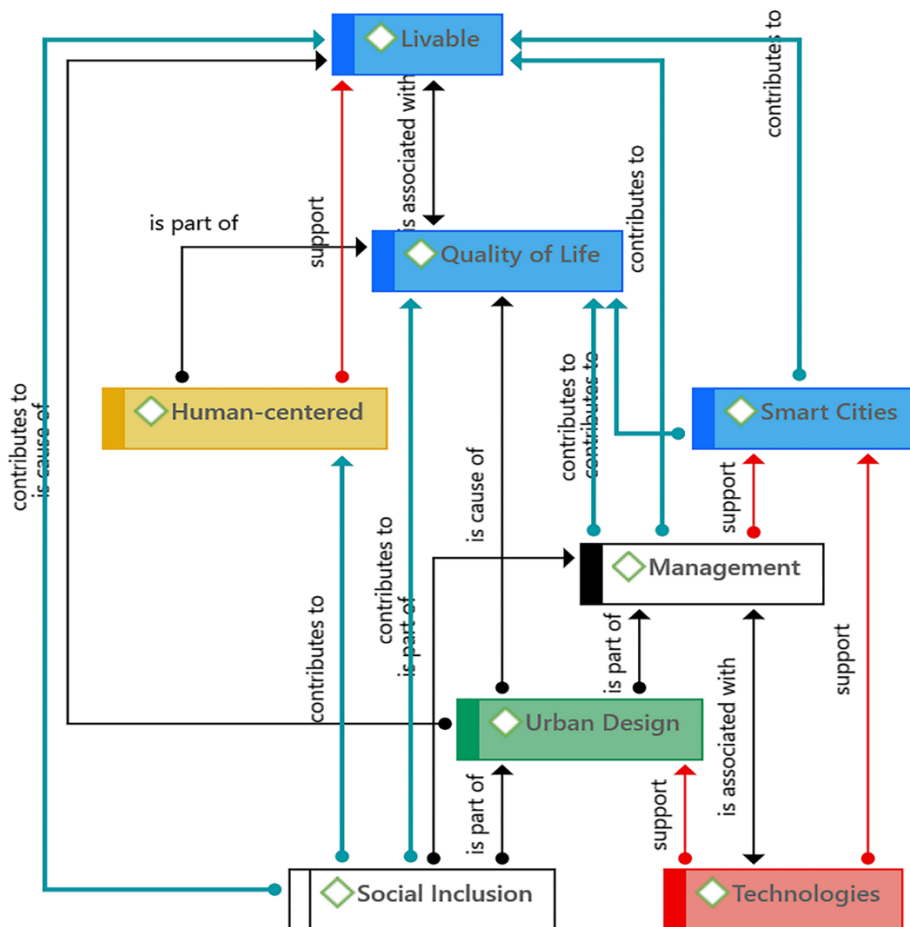 Livable
contributes to
is associated with
contributes to
is part of
support
Quality of Life
Human-centered
Smart Cities
contributes to
is cause of
contributes to
contributes to
is cause of
support
Management
contributes to
is part of
contributes to
is part of
support
Urban Design
is associated with
is part of
support
Social Inclusion
Technologies